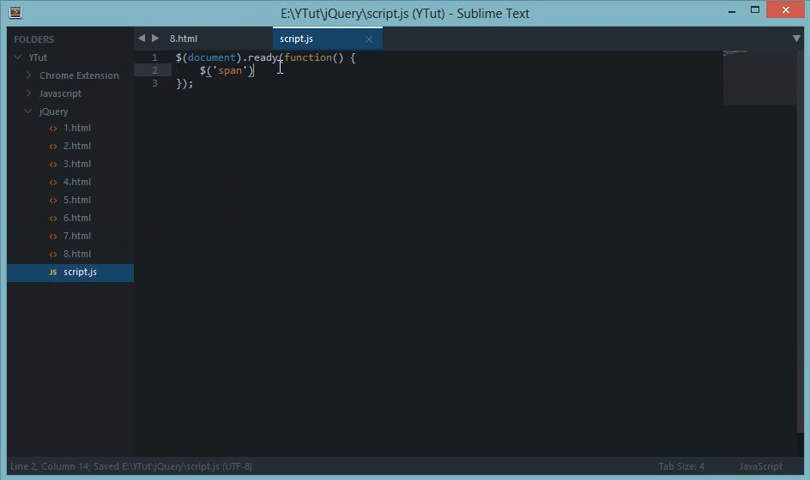 E:\YTut\jQuery\script.js (YTut) - Sublime Text
FOLDERS
YTut
Chrome Extension
Javascript
jQuery
1.html
2.html
3.html
4.html
5.html
6.html
7.html
8.html
JS script.js
8.html
script.js
1 $(document).ready(function() {
2 $('span')
3 });
Line 2, Column 14; Saved E:\YTut\jQuery\script.js (UTF-8)
Tab Size: 4
JavaScript